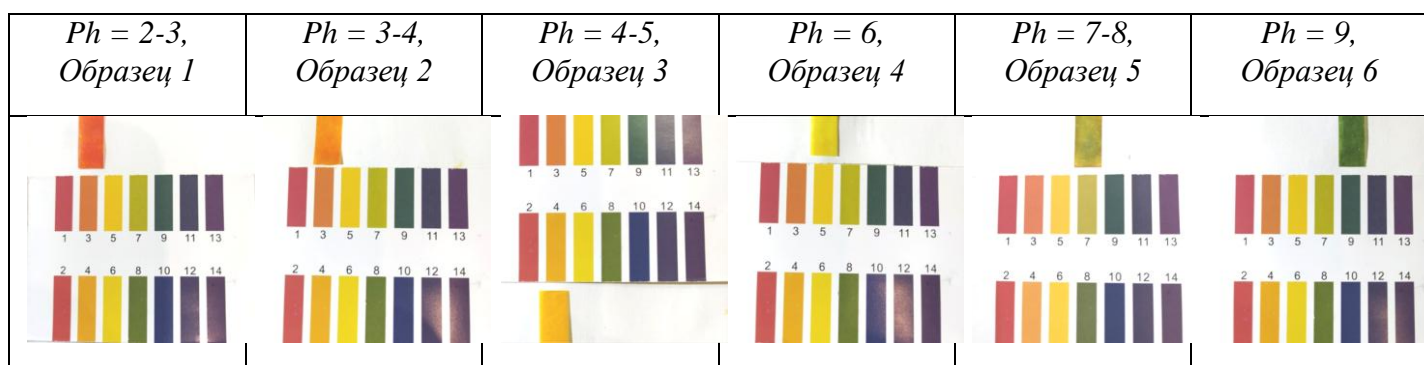 Ph = 2-3,
Образец 1
Ph = 3-4,
Образец 2
Ph = 4-5,
Образец 3
Ph = 6,
Образец 4
Ph = 7-8,
Образец 5
Ph = 9,
Образец 6
1 3 5 7 9 11 13
2 4 6 8 10 12 14
1 3 5 7 9 11 13
2 4 6 8 10 12 14
1 3 5 7 9 11 13
2 4 6 8 10 12 14
1 3 5 7 9 11 13
2 4 6 8 10 12 14
1 3 5 7 9 11 13
2 4 6 8 10 12 14
1 3 5 7 9 11 13
2 4 6 8 10 12 14